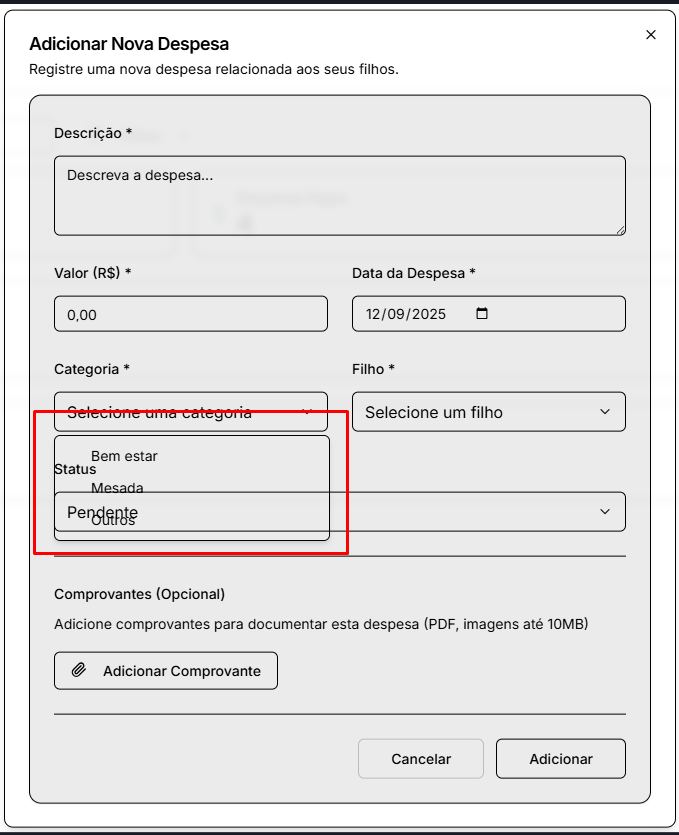 Adicionar Nova Despesa
Registre uma nova despesa relacionada aos seus filhos.
Descrição *
Descreva a despesa...
Valor (R$) *
Data da Despesa *
0,00
12/09/2025
Categoria *
Filho *
Selecione uma categoria
Selecione um filho
Bem estar
Status
Mesada
Pendente
Outros
Comprovantes (Opcional)
Adicione comprovantes para documentar esta despesa (PDF, imagens até 10MB)
Adicionar Comprovante
Cancelar
Adicionar